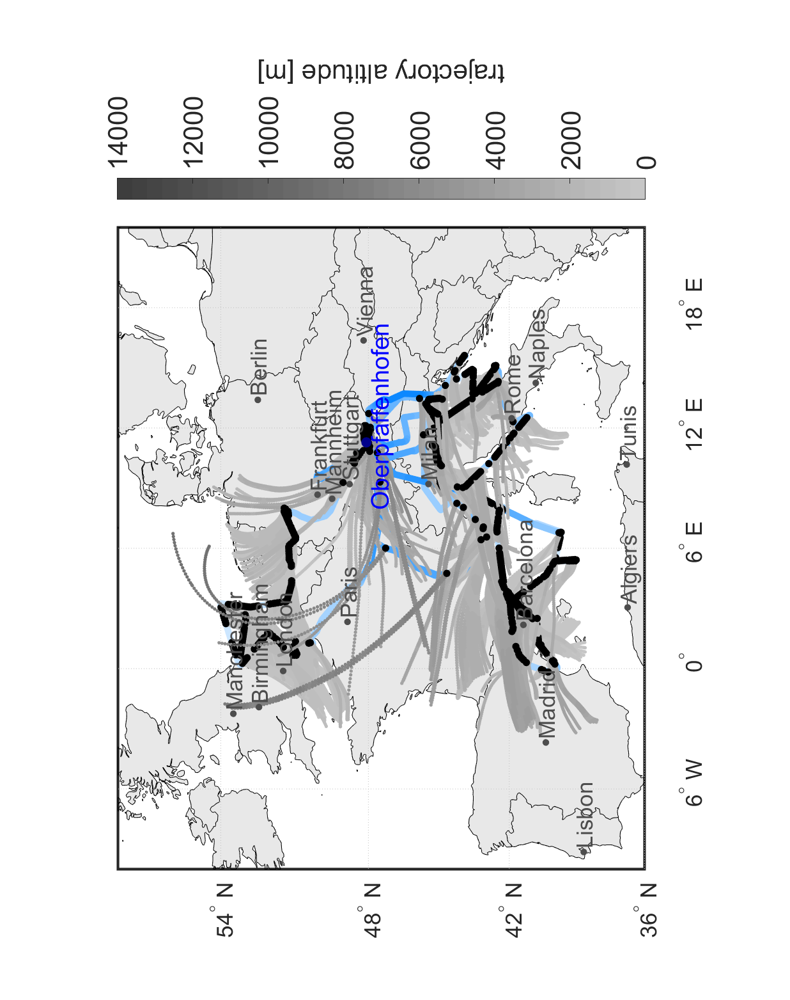 Manchester
Birmingham
London
Berlin
Frankfurt
Mannheim
Stuttgart
Paris
Vienna
Oberpfaffenhofen
Milan
Rome
Naples
Barcelona
Madrid
Lisbon
Algiers
Tunis
54° N
48° N
42° N
36° N
6° W
0°
6° E
12° E
18° E
14000
12000
10000
8000
6000
4000
2000
0
trajectory altitude [m]